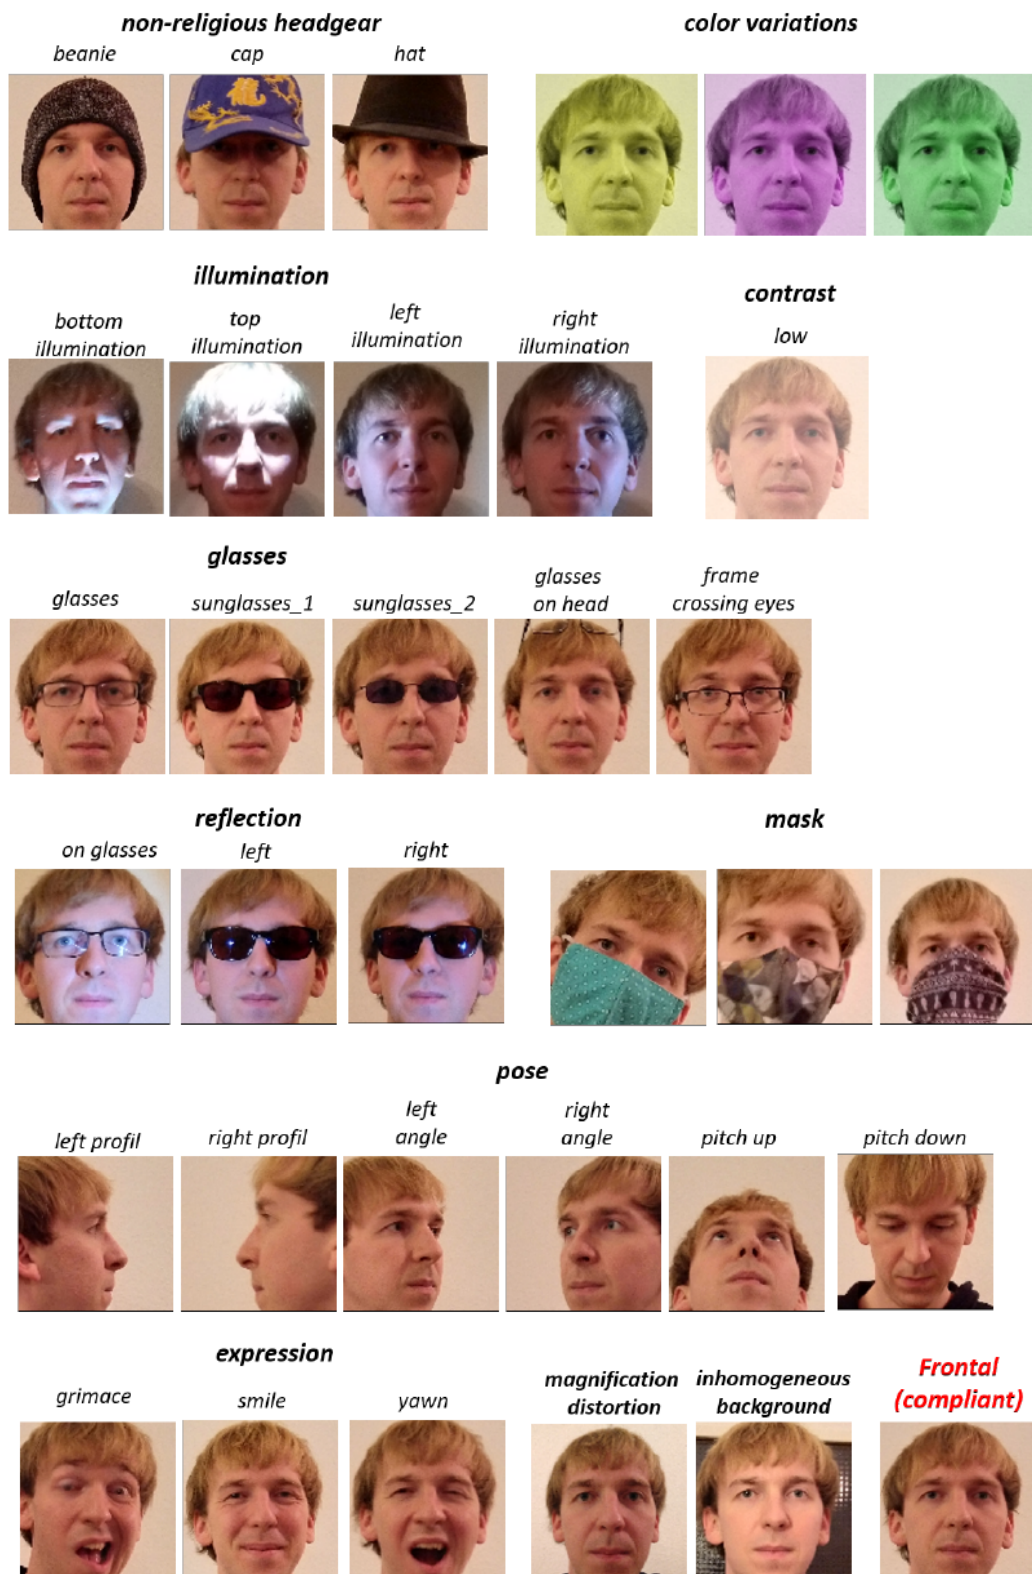 non-religious headgear
beanie
cap
hat
color variations
illumination
bottom
illumination
top
illumination
left
illumination
right
illumination
contrast
low
glasses
glasses
sunglasses_1
sunglasses_2
glasses
on head
frame
crossing eyes
reflection
on glasses
left
right
mask
pose
left profil
right profil
left
angle
right
angle
pitch up
pitch down
expression
grimace
smile
yawn
magnification
distortion
inhomogeneous
background
Frontal
(compliant)